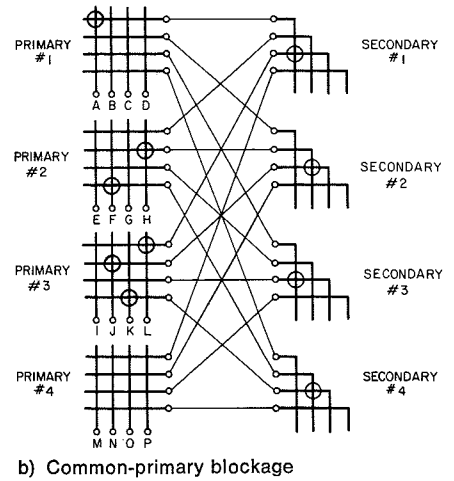 PRIMARY
#1
SECONDARY
#1
A B C D
PRIMARY
#2
SECONDARY
#2
E F G H
PRIMARY
#3
SECONDARY
#3
I J K L
PRIMARY
#4
SECONDARY
#4
M N O P
b) Common-primary blockage